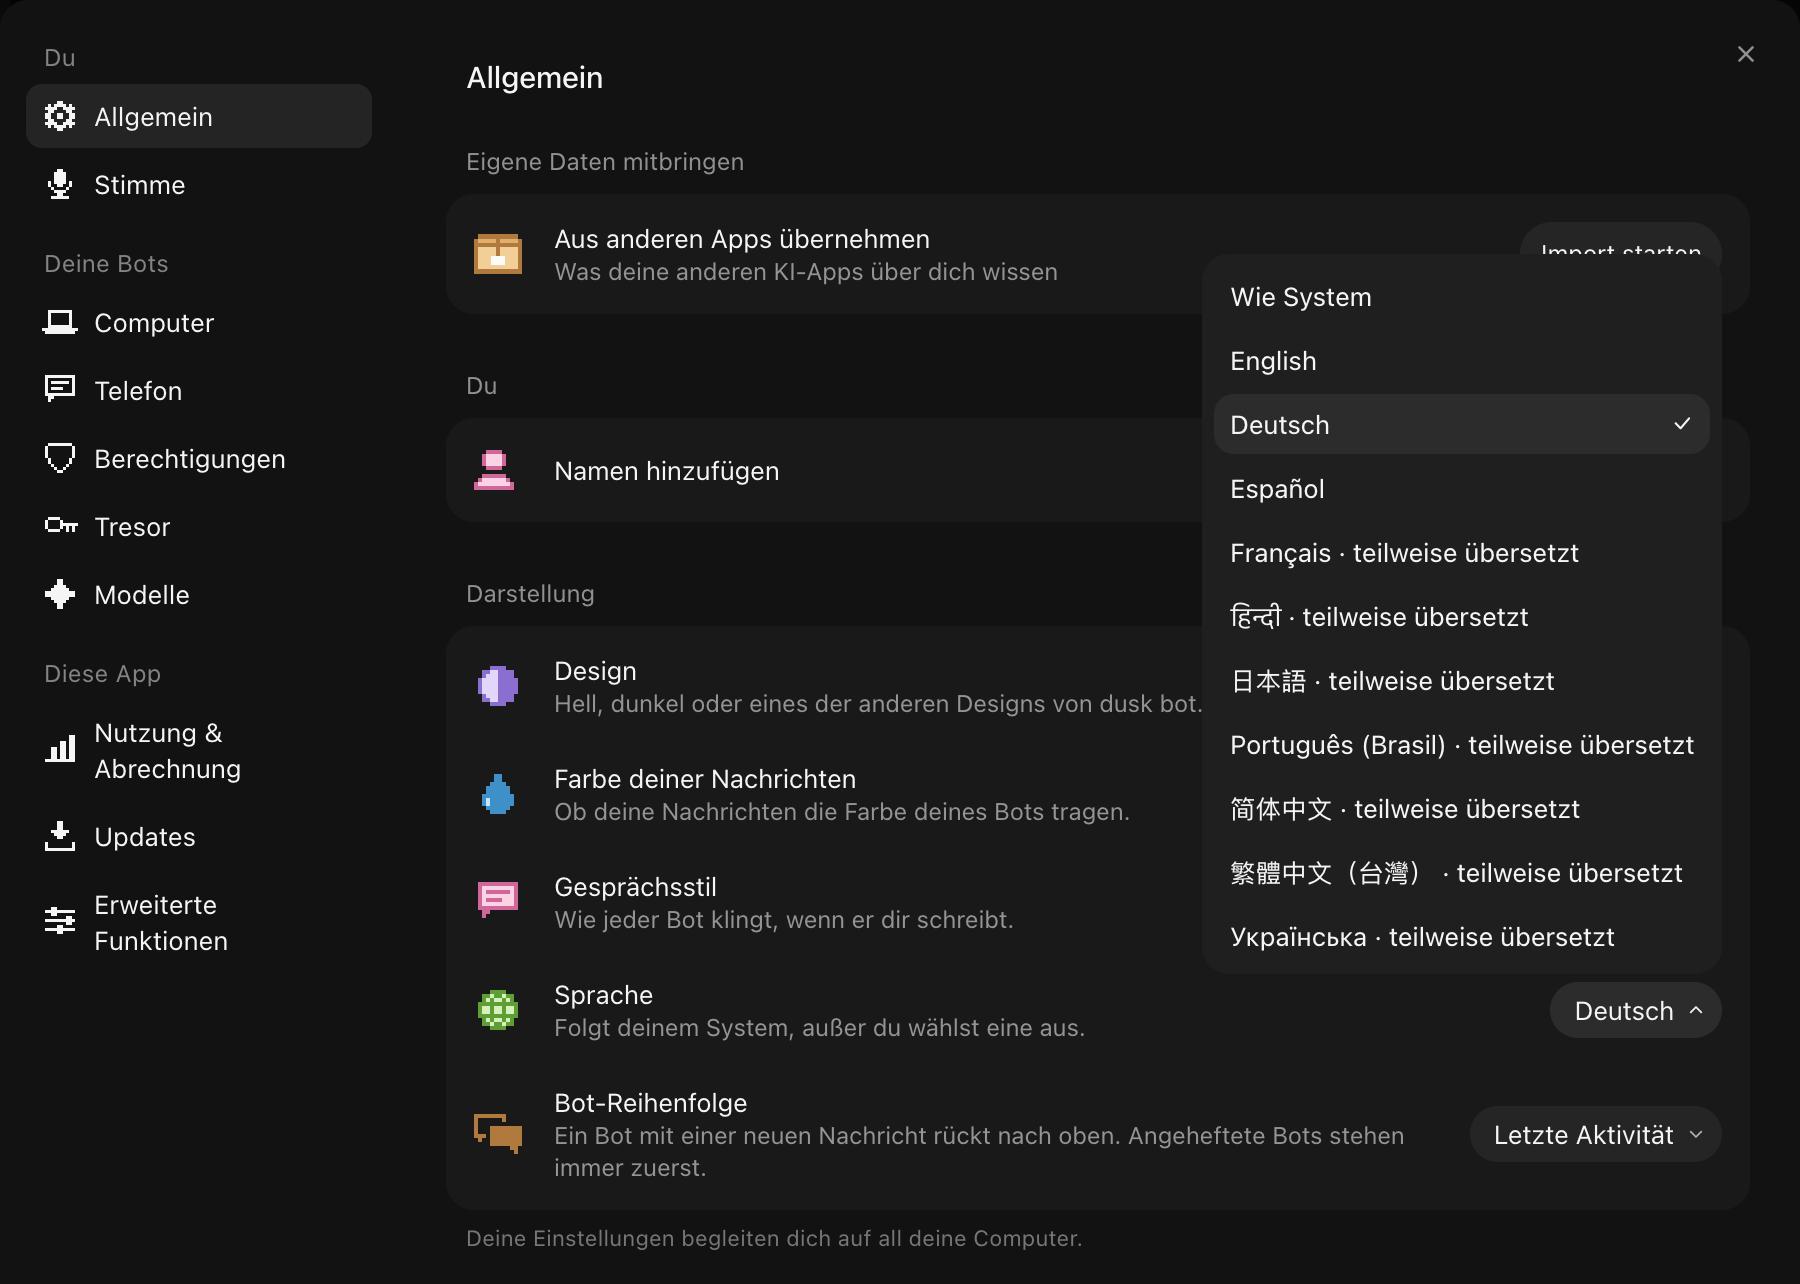 Du
Allgemein
Stimme
Deine Bots
Computer
Telefon
Berechtigungen
Tresor
Modelle
Diese App
Nutzung &
Abrechnung
Updates
Erweiterte
Funktionen
Allgemein
Eigene Daten mitbringen
Aus anderen Apps übernehmen
Was deine anderen KI-Apps über dich wissen
Import starten
Du
Namen hinzufügen
Darstellung
Design
Hell, dunkel oder eines der anderen Designs von dusk bot.
Farbe deiner Nachrichten
Ob deine Nachrichten die Farbe deines Bots tragen.
Gesprächsstil
Wie jeder Bot klingt, wenn er dir schreibt.
Sprache
Folgt deinem System, außer du wählst eine aus.
Deutsch
Bot-Reihenfolge
Ein Bot mit einer neuen Nachricht rückt nach oben. Angeheftete Bots stehen
immer zuerst.
Letzte Aktivität
Deine Einstellungen begleiten dich auf all deine Computer.
Wie System
English
Deutsch
Español
Français · teilweise übersetzt
हिन्दी · teilweise übersetzt
日本語 · teilweise übersetzt
Português (Brasil) · teilweise übersetzt
简体中文 · teilweise übersetzt
繁體中文（台灣） · teilweise übersetzt
Українська · teilweise übersetzt